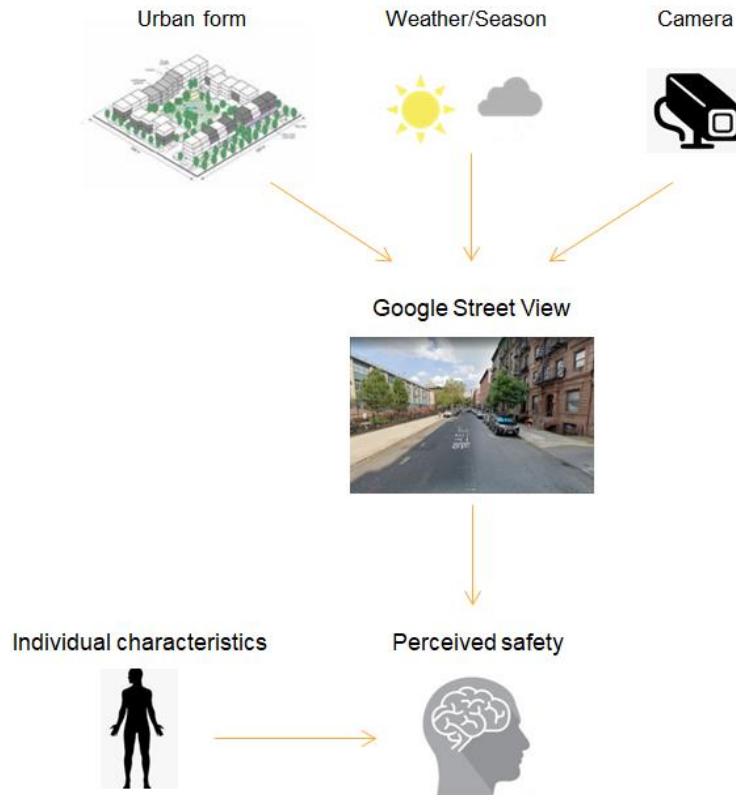 Urban form
Weather/Season
Camera
Google Street View
Individual characteristics
Perceived safety